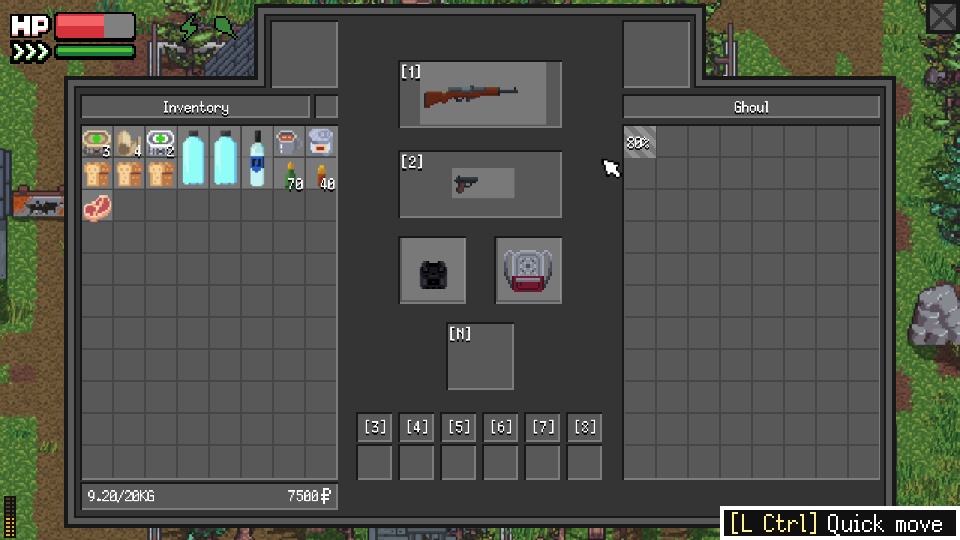 HP
[1]
Inventory
Ghoul
3
4
2
80%
[2]
70
40
[N]
[3] [4] [5] [6] [7] [8]
9.20/20KG
7500₽
[L Ctrl] Quick move